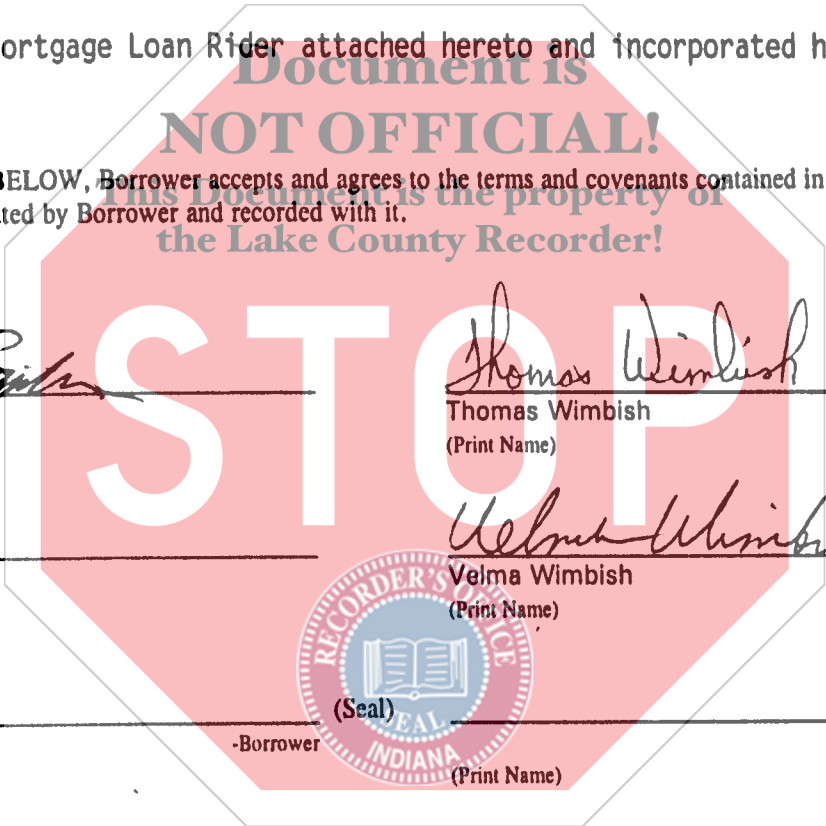 ortgage Loan Rider attached hereto and incorporated h
Document is
NOT OFFICIAL!
BELOW, Borrower accepts and agrees to the terms and covenants contained in
This Document is the property of
ted by Borrower and recorded with it.
the Lake County Recorder!
STOP
Thomas Wimbish
Thomas Wimbish
(Print Name)
Velma Wimb
Velma Wimbish
(Print Name)
RECORDER'S OFFICE
(Seal)
SEAL
-Borrower
INDIANA
(Print Name)